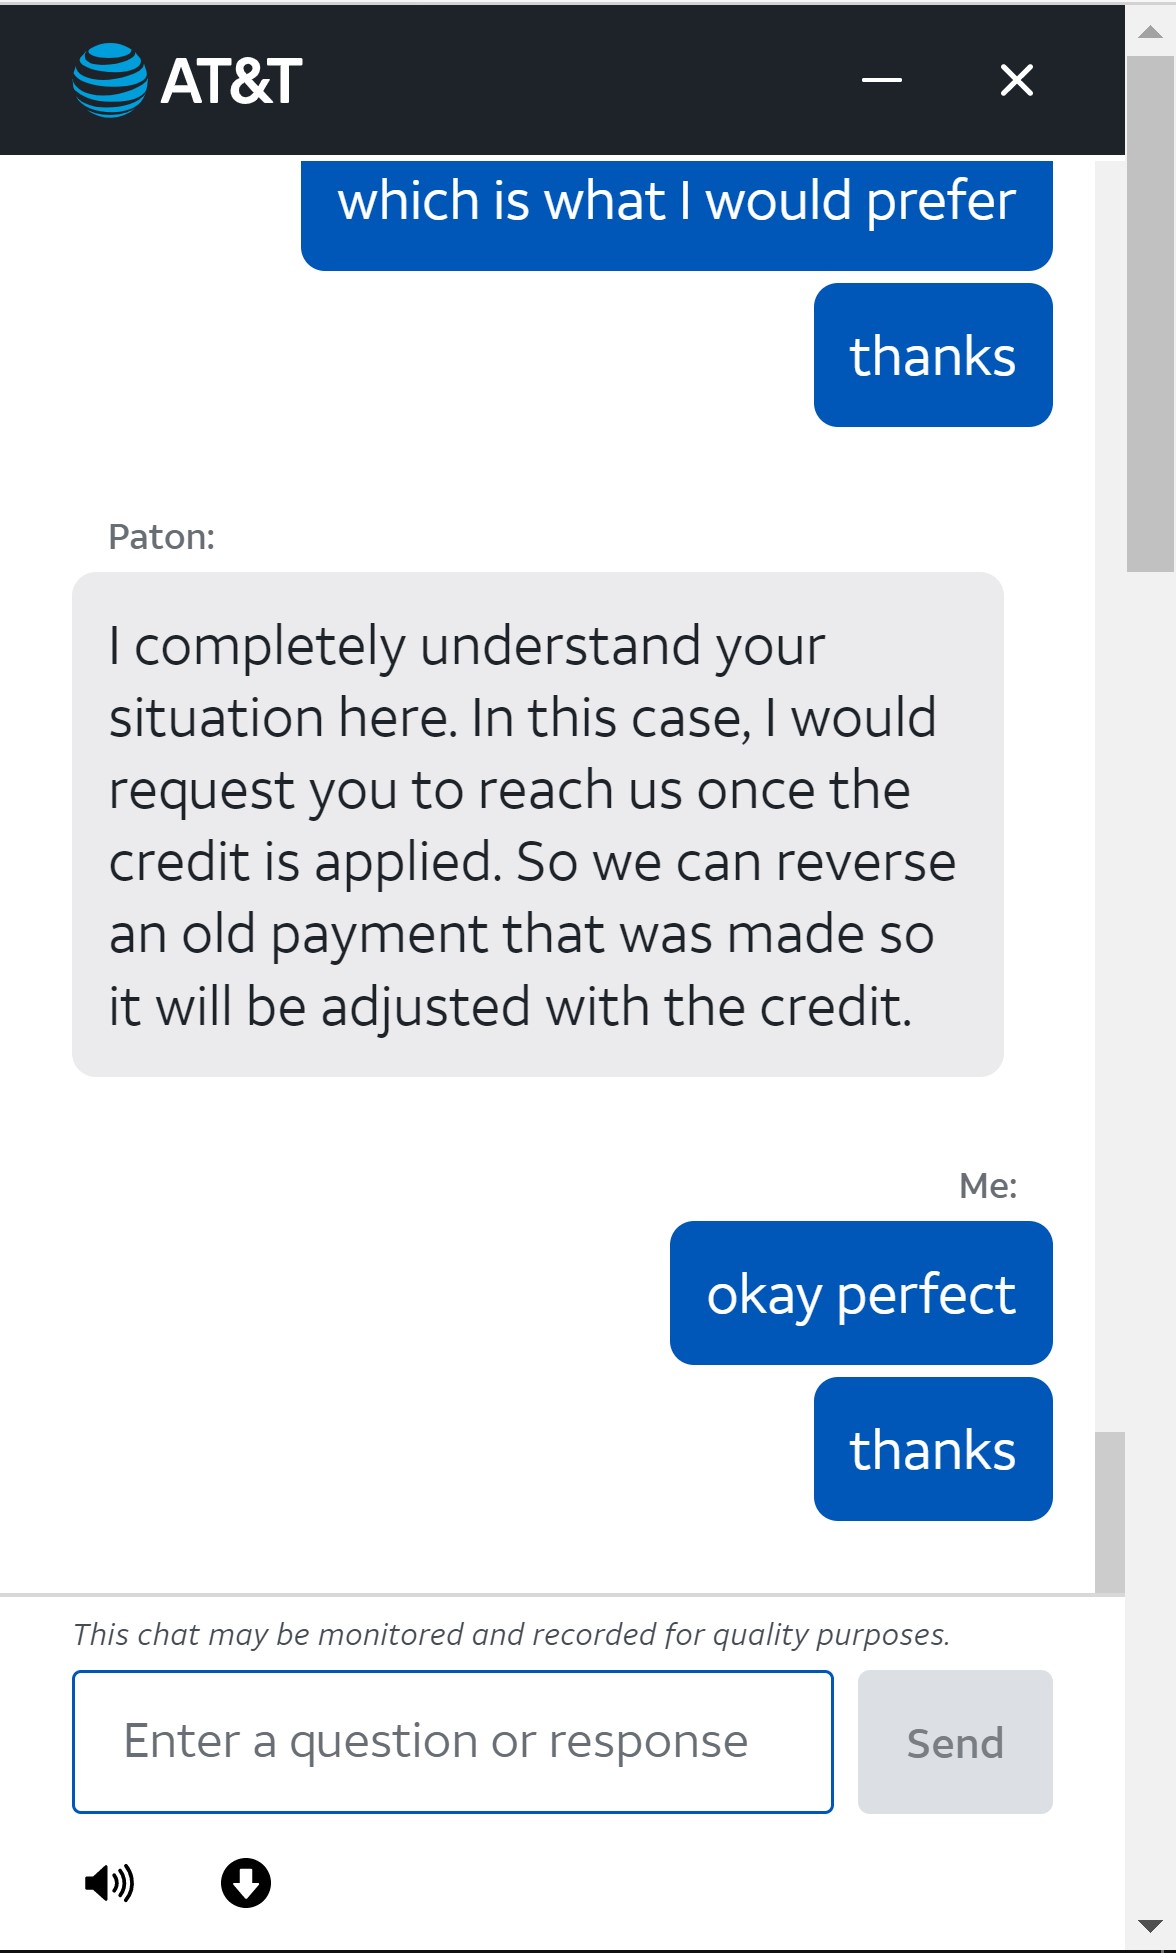 AT&T
which is what I would prefer
thanks
Paton:
I completely understand your
situation here. In this case, I would
request you to reach us once the
credit is applied. So we can reverse
an old payment that was made so
it will be adjusted with the credit.
Me:
okay perfect
thanks
This chat may be monitored and recorded for quality purposes.
Enter a question or response
Send